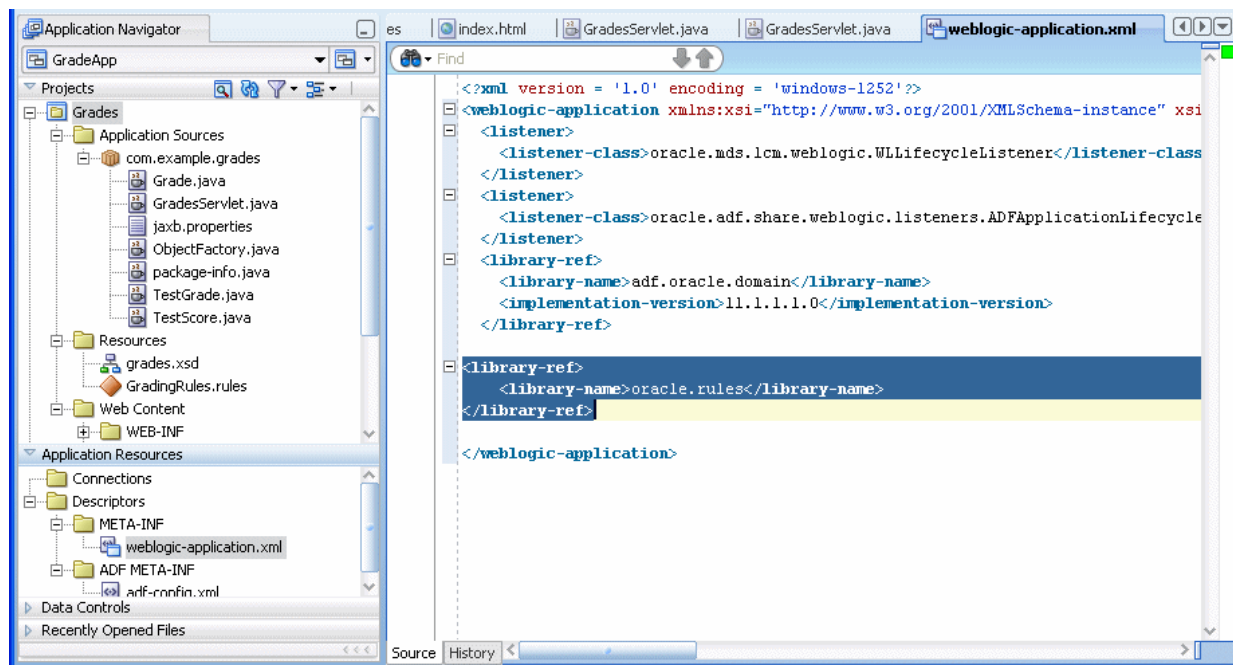 Application Navigator
GradeApp
Projects
Grades
Application Sources
com.example.grades
Grade.java
GradesServlet.java
jaxb.properties
ObjectFactory.java
package-info.java
TestGrade.java
TestScore.java
Resources
grades.xsd
GradingRules.rules
Web Content
WEB-INF
Application Resources
Connections
Descriptors
META-INF
weblogic-application.xml
ADF META-INF
adf-config.xml
Data Controls
Recently Opened Files
es index.html GradesServlet.java GradesServlet.java weblogic-application.xml
Find
<?xml version = '1.0' encoding = 'windows-1252'?>
<weblogic-application xmlns:xsi="http://www.w3.org/2001/XMLSchema-instance" xsi
<listener>
<listener-class>oracle.mds.lcm.weblogic.WLLifecycleListener</listener-class
</listener>
<listener>
<listener-class>oracle.adf.share.weblogic.listeners.ADFApplicationLifecycle
</listener>
<library-ref>
<library-name>adf.oracle.domain</library-name>
<implementation-version>11.1.1.1.0</implementation-version>
</library-ref>
<library-ref>
<library-name>oracle.rules</library-name>
</library-ref>
</weblogic-application>
Source History